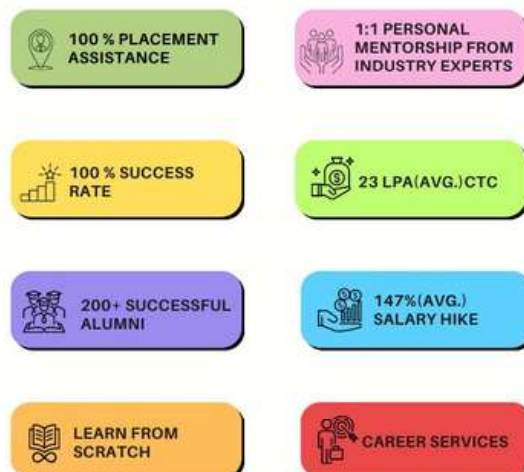 100 % PLACEMENT
ASSISTANCE
1:1 PERSONAL
MENTORSHIP FROM
INDUSTRY EXPERTS
100 % SUCCESS
RATE
23 LPA(AVG.)CTC
200+ SUCCESSFUL
ALUMNI
147%(AVG.)
SALARY HIKE
LEARN FROM
SCRATCH
CAREER SERVICES